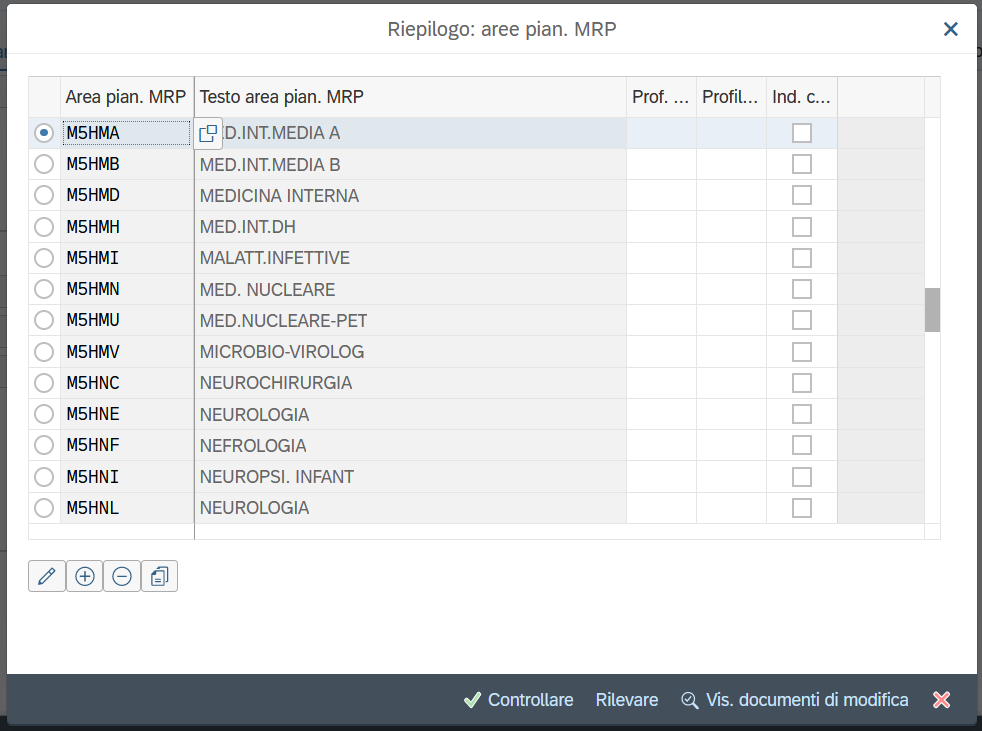 Riepilogo: aree pian. MRP
Area pian. MRP Testo area pian. MRP Prof. ... Profil... Ind. c...
M5HMA D.INT.MEDIA A
M5HMB MED.INT.MEDIA B
M5HMD MEDICINA INTERNA
M5HMH MED.INT.DH
M5HMI MALATT.INFETTIVE
M5HMN MED. NUCLEARE
M5HMU MED.NUCLEARE-PET
M5HMV MICROBIO-VIROLOG
M5HNC NEUROCHIRURGIA
M5HNE NEUROLOGIA
M5HNF NEFROLOGIA
M5HNI NEUROPSI. INFANT
M5HNL NEUROLOGIA
Controllare Rilevare Vis. documenti di modifica